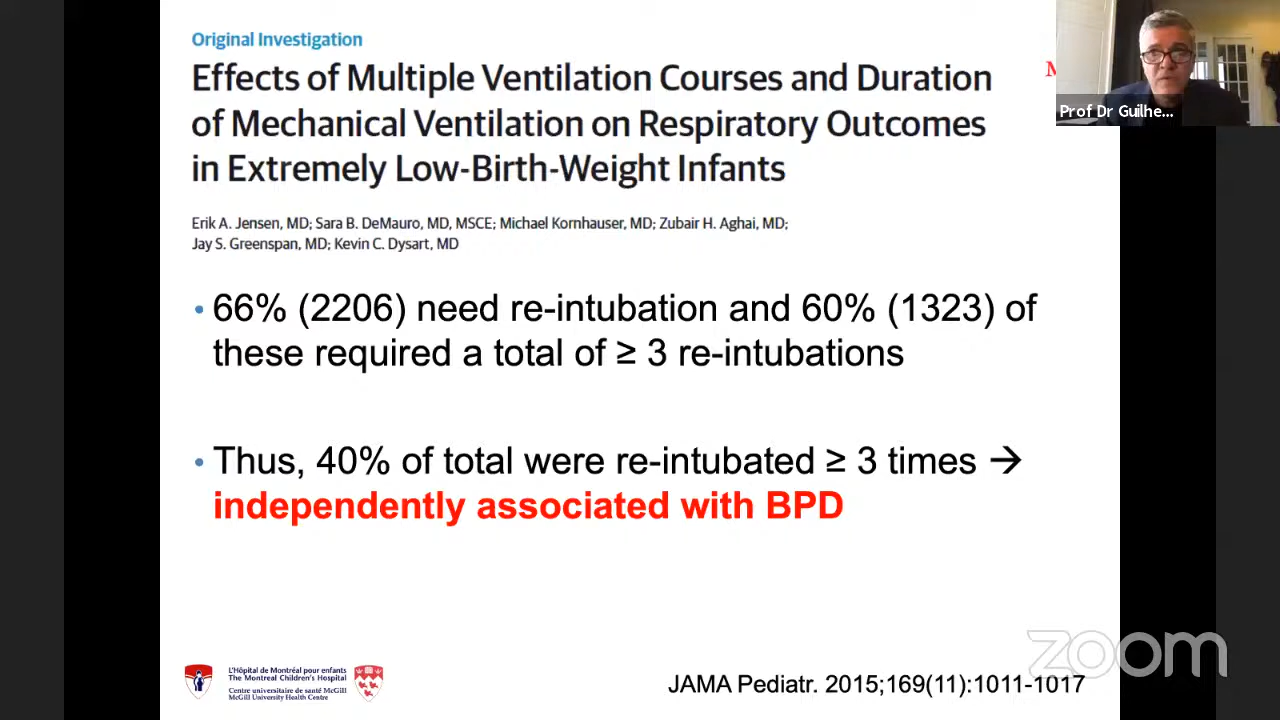 Original Investigation
Effects of Multiple Ventilation Courses and Duration
of Mechanical Ventilation on Respiratory Outcomes
in Extremely Low-Birth-Weight Infants
Erik A. Jensen, MD; Sara B. DeMauro, MD, MSCE; Michael Kornhauser, MD; Zubair H. Aghai, MD;
Jay S. Greenspan, MD; Kevin C. Dysart, MD
M
Prof Dr Guilhe...
• 66% (2206) need re-intubation and 60% (1323) of
these required a total of ≥ 3 re-intubations
• Thus, 40% of total were re-intubated ≥ 3 times →
independently associated with BPD
L'Hôpital de Montréal pour enfants
The Montreal Children's Hospital
Centre universitaire de santé McGill
McGill University Health Centre
JAMA Pediatr. 2015;169(11):1011-1017
zoom